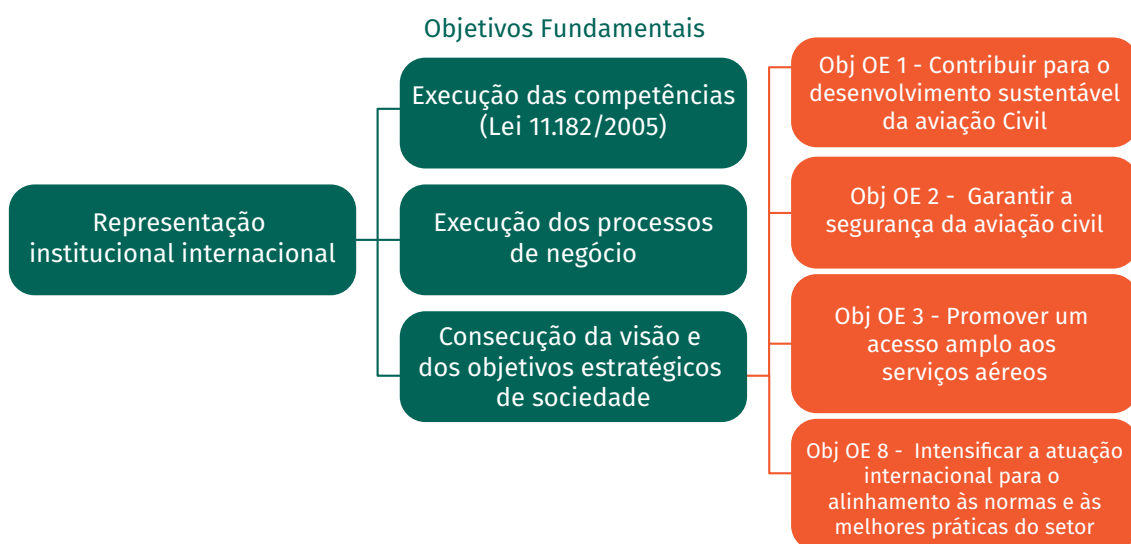 Objetivos Fundamentais
Representação
institucional internacional
Execução das competências
(Lei 11.182/2005)
Execução dos processos
de negócio
Consecução da visão e
dos objetivos estratégicos
de sociedade
Obj OE 1 - Contribuir para o
desenvolvimento sustentável
da aviação Civil
Obj OE 2 - Garantir a
segurança da aviação civil
Obj OE 3 - Promover um
acesso amplo aos
serviços aéreos
Obj OE 8 - Intensificar a atuação
internacional para o
alinhamento às normas e às
melhores práticas do setor